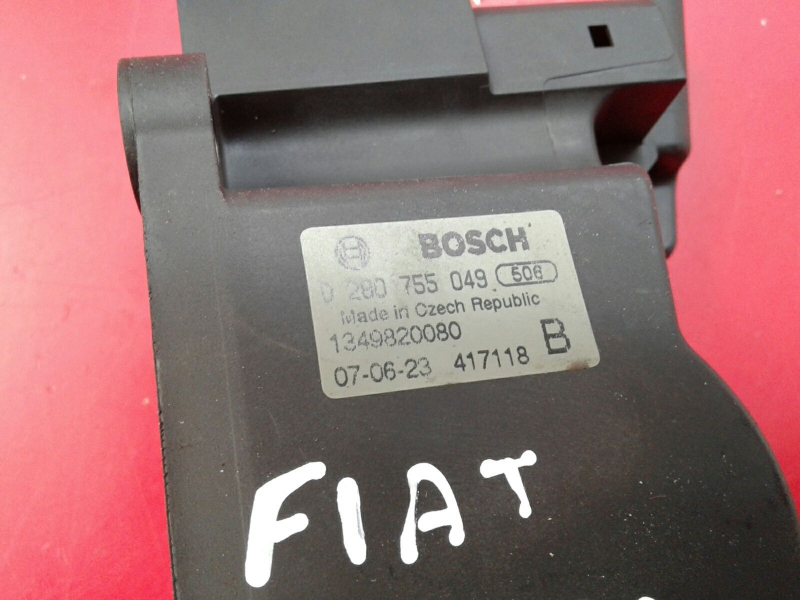 BOSCH
0 280 755 049 506
Made in Czech Republic
1349820080 B
07-06-23 417118
FIAT